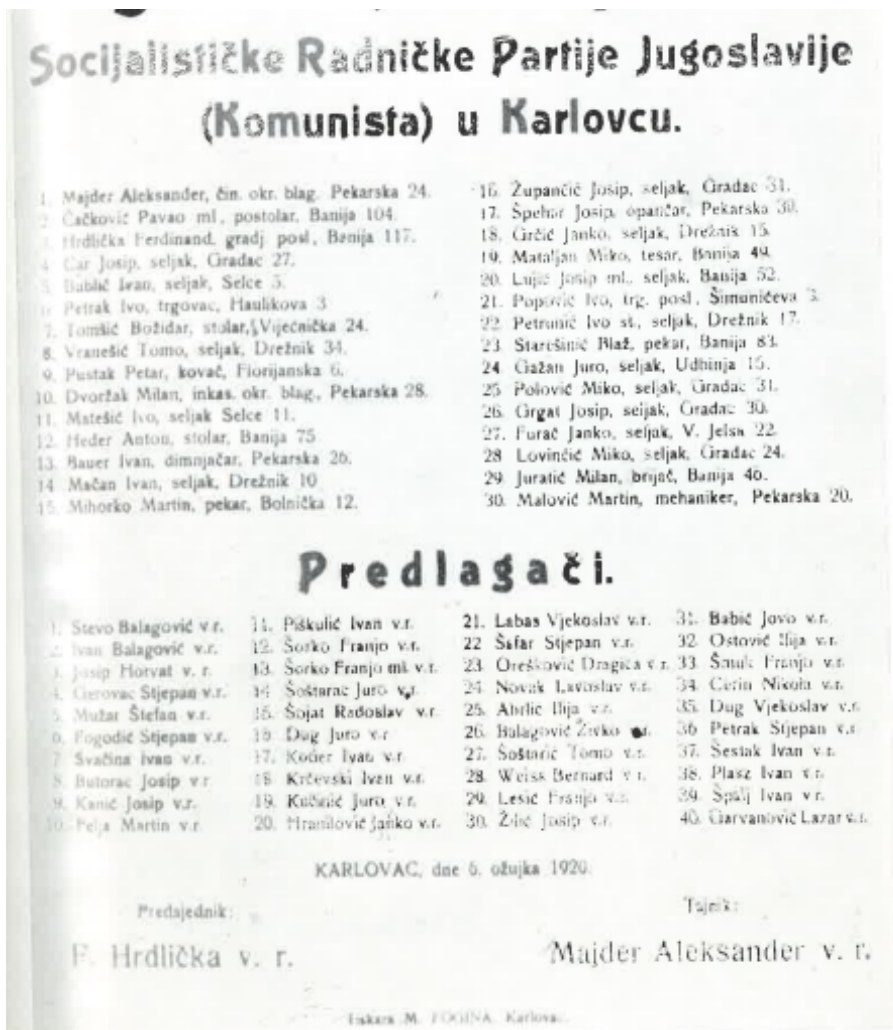 Socijalističke Radničke Partije Jugoslavije
(Komunista) u Karlovcu.
1. Majder Aleksander, čin. okr. blag. Pekarska 24.
2. Čačković Pavao ml., postolar, Banija 104.
3. Hrdlička Ferdinand, gradj. posl., Banija 117.
4. Car Josip, seljak, Gradac 27.
5. Bublić Ivan, seljak, Selce 5.
6. Petrak Ivo, trgovac, Haulikova 3
7. Tomšić Božidar, stolar, Vijećnička 24.
8. Vranešić Tomo, seljak, Drežnik 34.
9. Pustak Petar, kovač, Florijanska 6.
10. Dvoržak Milan, inkas. okr. blag., Pekarska 28.
11. Matešić Ivo, seljak Selce 11.
12. Heder Anton, stolar, Banija 75
13. Bauer Ivan, dimnjačar, Pekarska 26.
14 Mačan Ivan, seljak, Drežnik 10
15. Mihorko Martin, pekar, Bolnička 12.
16. Župančić Josip, seljak, Gradac 31.
17. Špehar Josip, opančar, Pekarska 30.
18. Grčić Janko, seljak, Drežnik 15.
19. Mataljan Miko, tesar, Banija 49.
20. Lujić Josip ml., seljak, Banija 52.
21. Popović Ivo, trg. posl., Šimunićeva 3.
22. Petrunić Ivo st., seljak, Drežnik 17.
23. Starešinić Blaž, pekar, Banija 83.
24. Gažan Juro, seljak, Udbinja 15.
25. Polović Miko, seljak, Gradac 31.
26. Grgat Josip, seljak, Gradac 30.
27. Furač Janko, seljak, V. Jelsa 22.
28 Lovinčić Miko, seljak, Gradac 24.
29. Juratić Milan, brijač, Banija 46.
30. Malović Martin, mehaniker, Pekarska 20.
Predlagači.
1. Stevo Balagović v.r.
2. Ivan Balagović v.r.
3. Josip Horvat v. r.
4. Gerovac Stjepan v.r.
5. Mužar Štefan v.r.
6. Pogodić Stjepan v.r.
7. Svačina Ivan v.r.
8. Butorac Josip v r
9. Kanić Josip v.r.
10. Pelja Martin v.r.
11. Piškulić Ivan v.r.
12. Šorko Franjo v.r.
13. Šorko Franjo ml. v.r.
14 Šoštarac Juro v.r.
15. Šojat Radoslav v.r.
16 Dug Juro v.r
17. Kocier Ivan v.r.
18. Krčevski Ivan v.r.
19. Juro v.r.
20. Hranilović Janko v.r.
21. Labas Vjekoslav v.r.
22 Šafar Stjepan v.r.
23. Orešković Dragica v r.
24. Novak Lavoslav v.r.
25. Abrlic Ilija v.r.
26. Balagović Živko v.r.
27. Šoštarić Tomo v.r.
28. Weiss Bernard v r.
29. Lesić Franjo v.r.
30. Žilić Josip v.r.
31. Babić Jovo v.r.
32. Ostović Ilija v.r.
33. Franjo v.r.
34. Cerin Nikola v.r.
35. Dug Vjekoslav v.r.
36 Petrak Stjepan v.r.
37. Šestak Ivan v.r.
38. Plasz Ivan v.r.
39. Špalj Ivan v.r.
40. Garvanović Lazar v.r.
KARLOVAC, dne 6. ožujka 1920.
Predsjednik:
Tajnik:
F. Hrdlička v. r.
Majder Aleksander v. r.
Tiskara M. FOGINA, Karlovac.